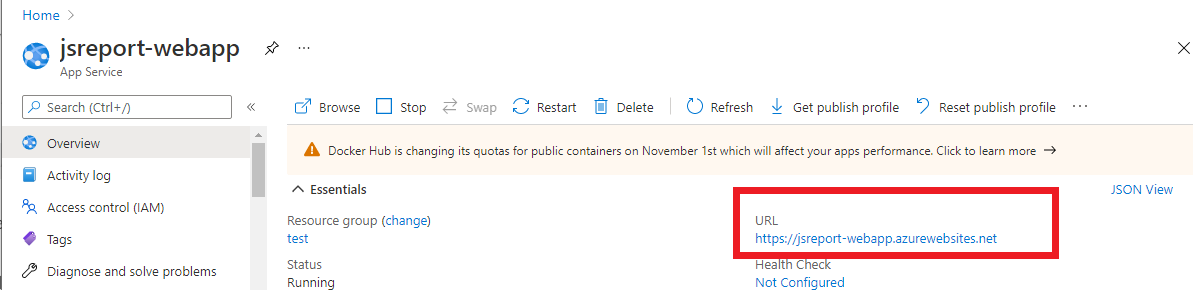 Home
jsreport-webapp
App Service
Search (Ctrl+/)
Browse Stop Swap Restart Delete Refresh Get publish profile Reset publish profile
Overview
Activity log
Access control (IAM)
Tags
Diagnose and solve problems
Docker Hub is changing its quotas for public containers on November 1st which will affect your apps performance. Click to learn more
Essentials
JSON View
Resource group (change)
test
Status
Running
URL
https://jsreport-webapp.azurewebsites.net
Health Check
Not Configured